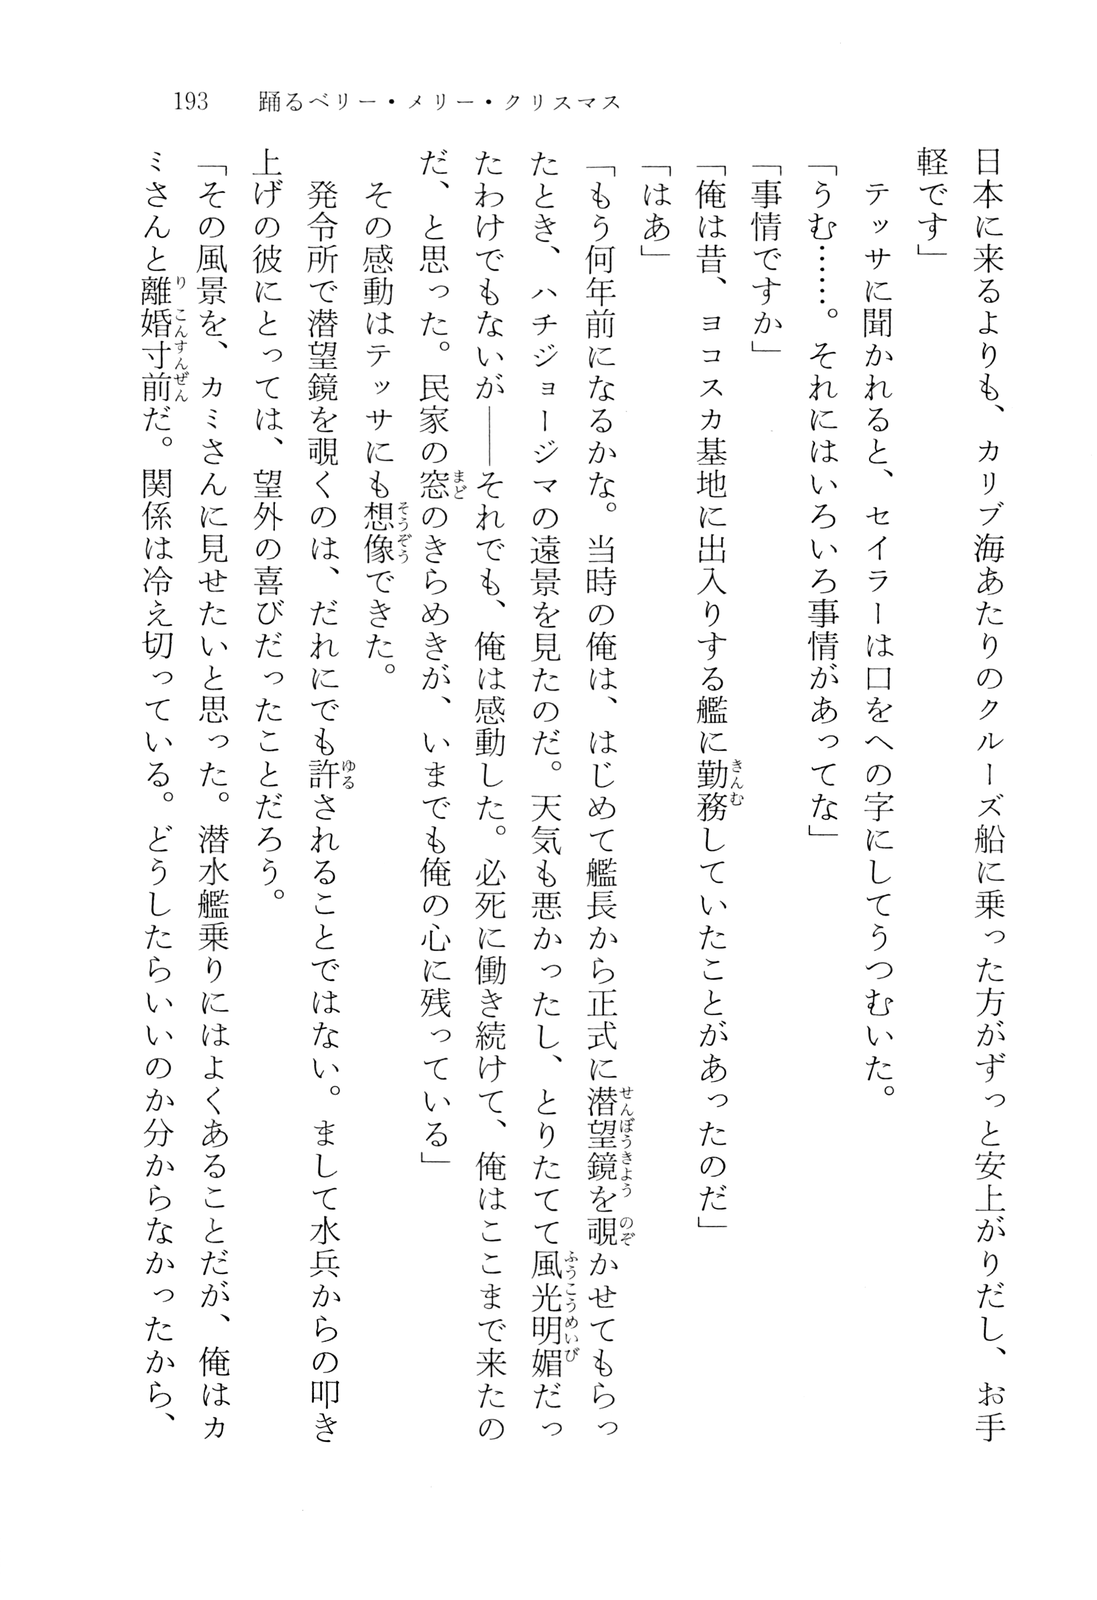 193　踊るベリー・メリー・クリスマス
日本に来るよりも、カリブ海あたりのクルーズ船に乗った方がずっと安上がりだし、お手
軽です」
　テッサに聞かれると、セイラーは口をへの字にしてうつむいた。
「うむ……。それにはいろいろ事情があってな」
「事情ですか」
「俺は昔、ヨコスカ基地に出入りする艦に勤務していたことがあったのだ」
「はあ」
「もう何年前になるかな。当時の俺は、はじめて艦長から正式に潜望鏡を覗かせてもらっ
たとき、ハチジョージマの遠景を見たのだ。天気も悪かったし、とりたてて風光明媚だっ
たわけでもないが――それでも、俺は感動した。必死に働き続けて、俺はここまで来たの
だ、と思った。民家の窓のきらめきが、いまでも俺の心に残っている」
　その感動はテッサにも想像できた。
　発令所で潜望鏡を覗くのは、だれにでも許されることではない。まして水兵からの叩き
上げの彼にとっては、望外の喜びだったことだろう。
「その風景を、カミさんに見せたいと思った。潜水艦乗りにはよくあることだが、俺はカ
ミさんと離婚寸前だ。関係は冷え切っている。どうしたらいいのか分からなかったから、